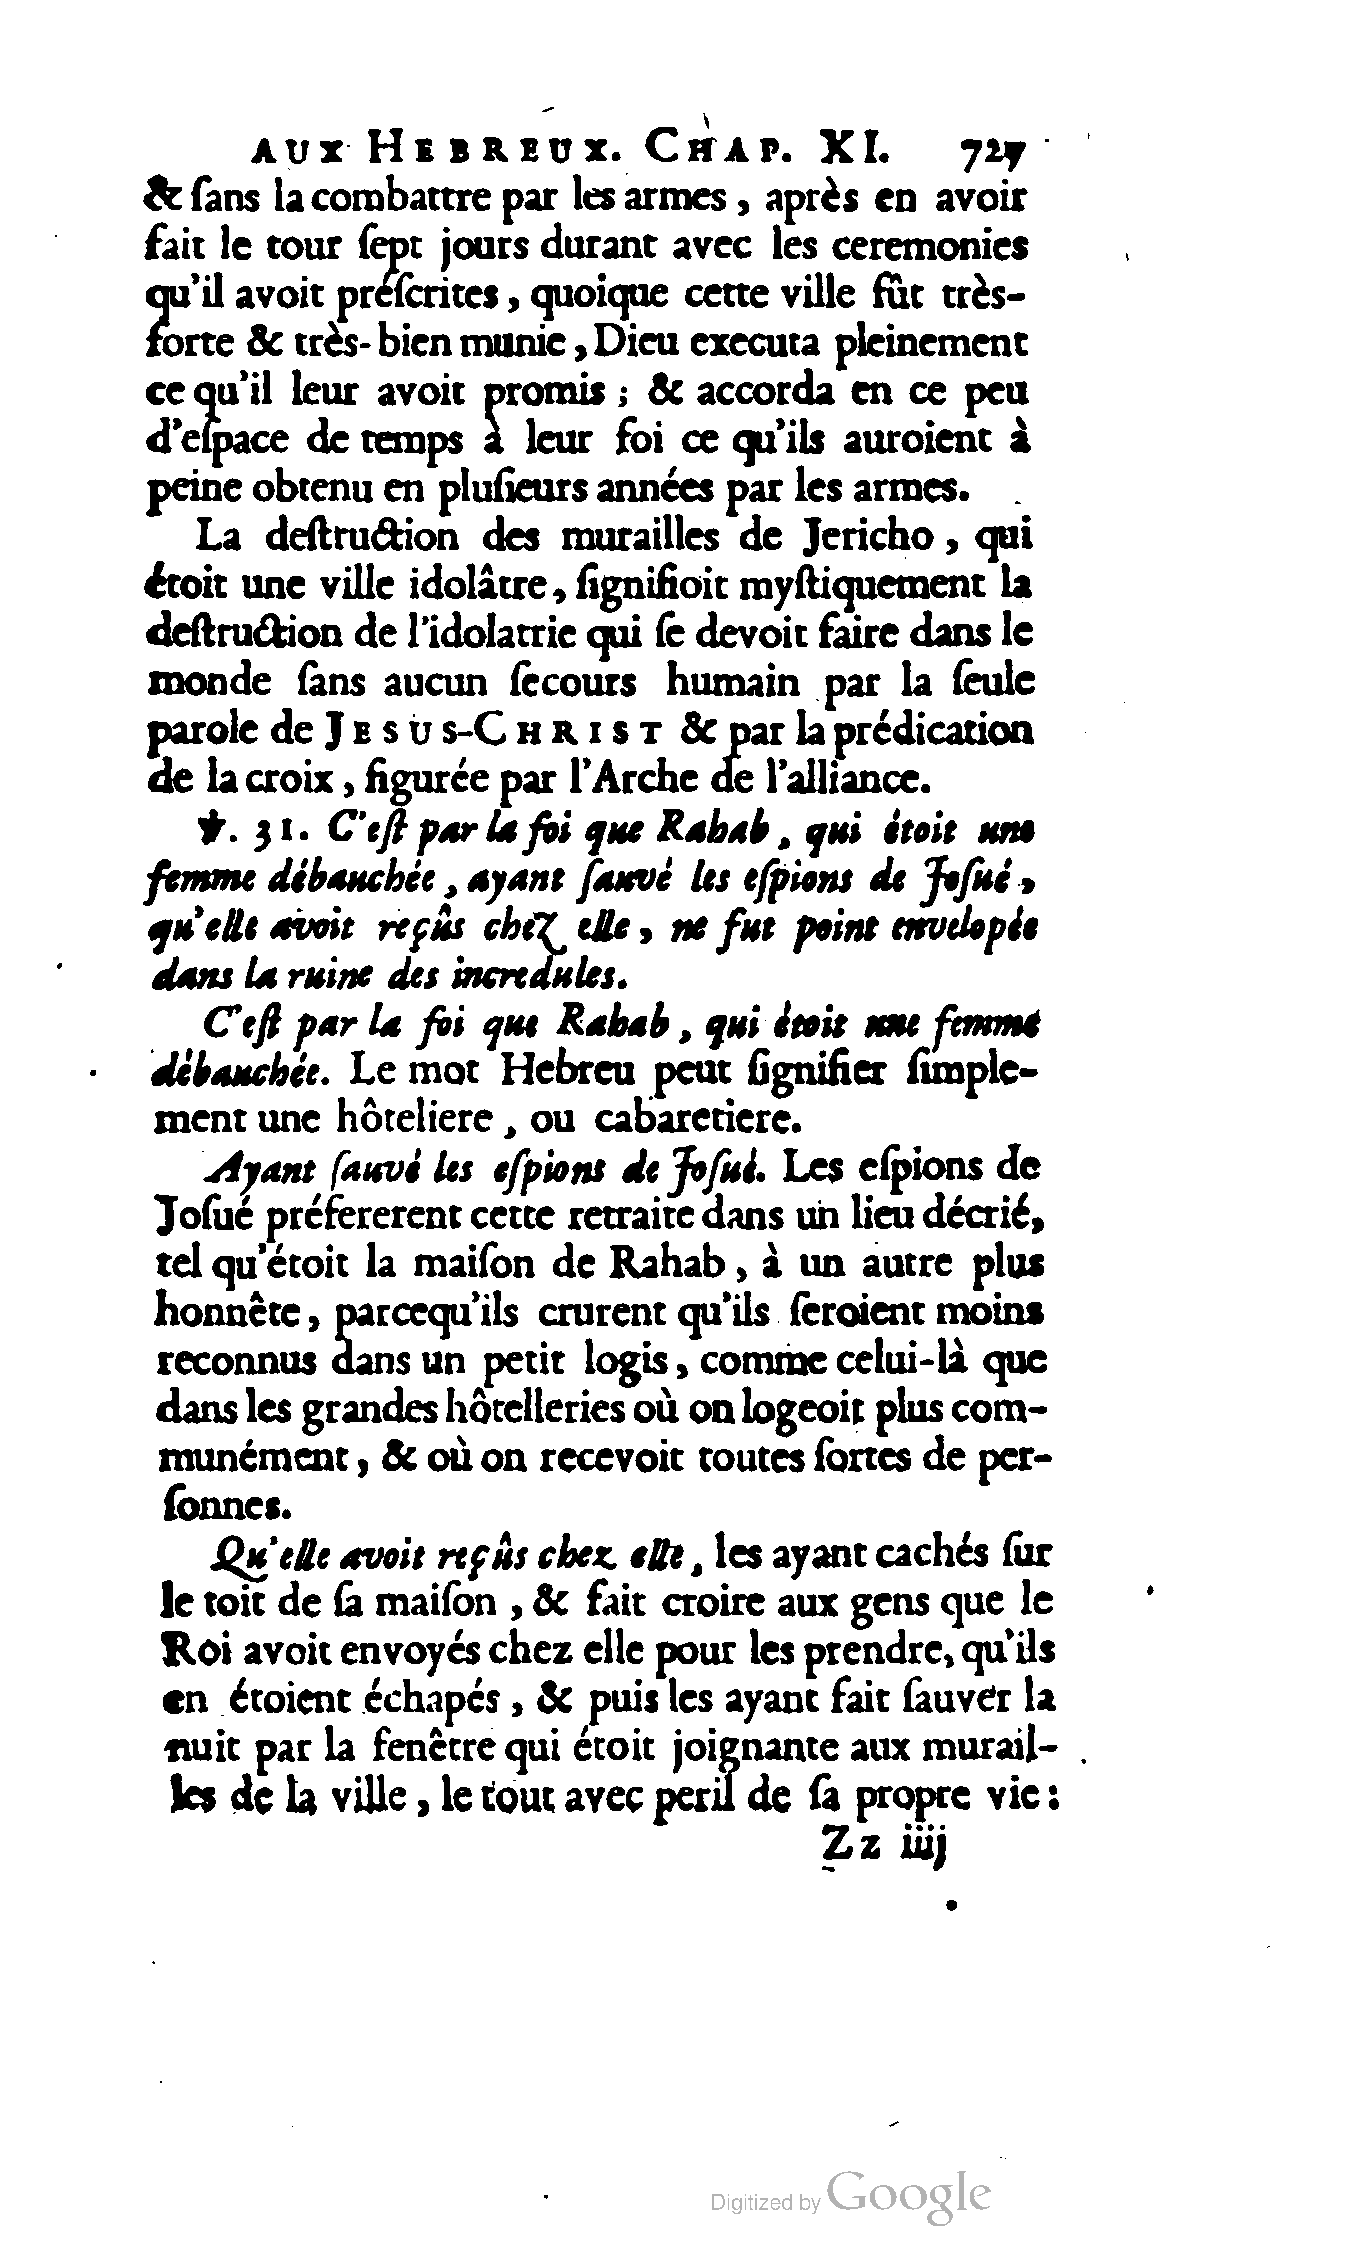 AUX HEBREUX. CHAP. XI. 727
& ſans la combattre par les armes, après en avoir
fait le tour ſept jours durant avec les ceremonies
qu'il avoit preſcrites, quoique cette ville fût très-
forte & très-bien munie, Dieu executa pleinement
ce qu'il leur avoit promis ; & accorda en ce peu
d'eſpace de temps à leur foi ce qu'ils auroient à
peine obtenu en pluſieurs années par les armes.
La deſtruction des murailles de Jericho, qui
étoit une ville idolâtre, ſignifioit myſtiquement la
deſtruction de l'idolatrie qui ſe devoit faire dans le
monde ſans aucun ſecours humain par la ſeule
parole de JESUS-CHRIST & par la prédication
de la croix, figurée par l'Arche de l'alliance.
℣. 31. C'eſt par la foi que Rahab, qui étoit une
femme débauchée, ayant ſauvé les eſpions de Joſué,
qu'elle avoit reçûs chez elle, ne fut point envelopée
dans la ruine des incredules.
C'eſt par la foi que Rahab, qui étoit une femme
débauchée. Le mot Hebreu peut ſignifier ſimple-
ment une hôteliere, ou cabaretiere.
Ayant ſauvé les eſpions de Joſué. Les eſpions de
Joſué préfererent cette retraite dans un lieu décrié,
tel qu'étoit la maiſon de Rahab, à un autre plus
honnête, parcequ'ils crurent qu'ils ſeroient moins
reconnus dans un petit logis, comme celui-là que
dans les grandes hôtelleries où on logeoit plus com-
munément, & où on recevoit toutes ſortes de per-
ſonnes.
Qu'elle avoit reçûs chez elle, les ayant cachés ſur
le toit de ſa maiſon, & fait croire aux gens que le
Roi avoit envoyés chez elle pour les prendre, qu'ils
en étoient échapés, & puis les ayant fait ſauver la
nuit par la fenêtre qui étoit joignante aux murail-
les de la ville, le tout avec peril de ſa propre vie :
Zz iiij
Digitized by Google